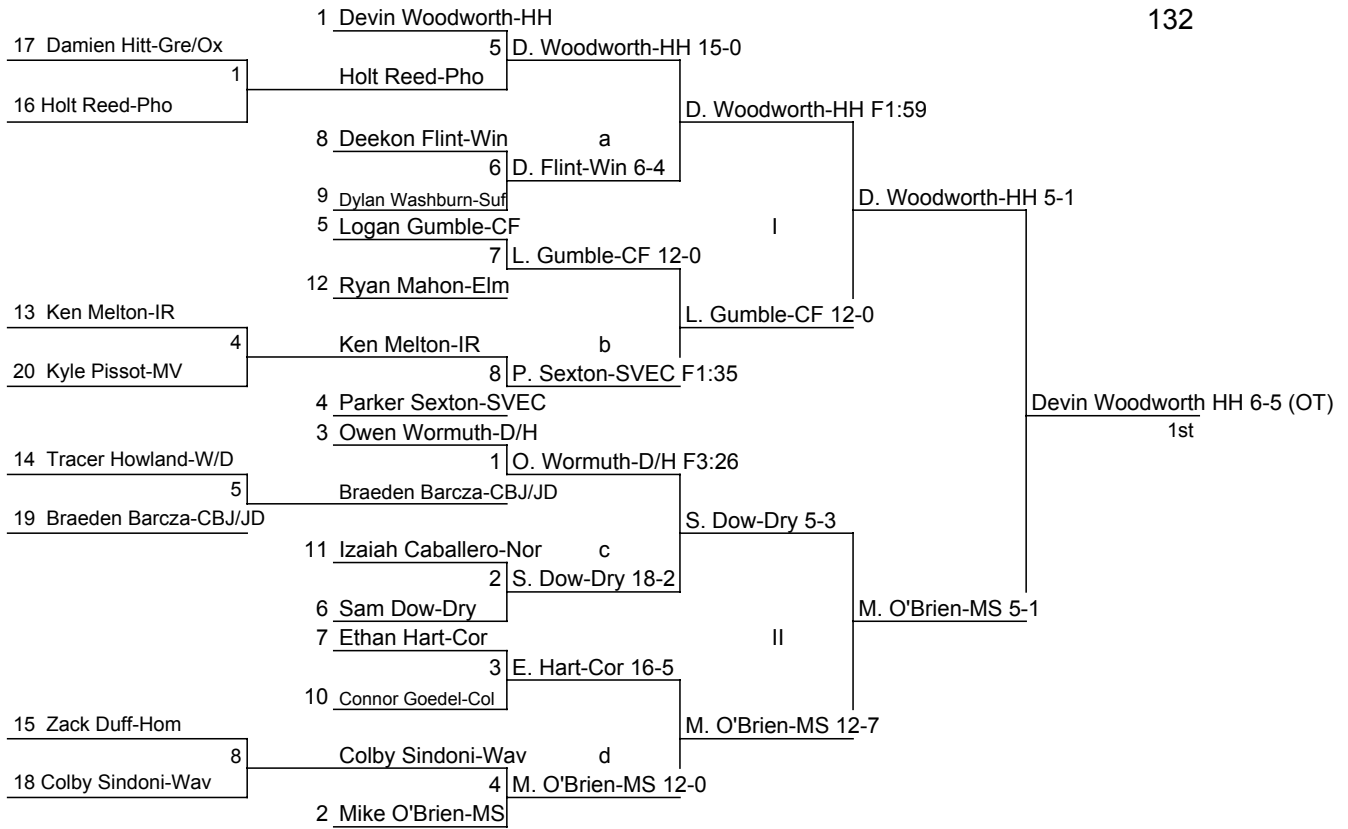 1 Devin Woodworth-HH
132
17 Damien Hitt-Gre/Ox
5 D. Woodworth-HH 15-0
1 Holt Reed-Pho
16 Holt Reed-Pho
D. Woodworth-HH F1:59
8 Deekon Flint-Win a
6 D. Flint-Win 6-4
9 Dylan Washburn-Suf
D. Woodworth-HH 5-1
5 Logan Gumble-CF I
7 L. Gumble-CF 12-0
12 Ryan Mahon-Elm
13 Ken Melton-IR
L. Gumble-CF 12-0
4 Ken Melton-IR b
20 Kyle Pissot-MV
8 P. Sexton-SVEC F1:35
4 Parker Sexton-SVEC
Devin Woodworth HH 6-5 (OT)
1st
3 Owen Wormuth-D/H
14 Tracer Howland-W/D
1 O. Wormuth-D/H F3:26
5 Braeden Barcza-CBJ/JD
19 Braeden Barcza-CBJ/JD
S. Dow-Dry 5-3
11 Izaiah Caballero-Nor c
2 S. Dow-Dry 18-2
6 Sam Dow-Dry
M. O'Brien-MS 5-1
7 Ethan Hart-Cor II
3 E. Hart-Cor 16-5
10 Connor Goedel-Col
15 Zack Duff-Hom
M. O'Brien-MS 12-7
8 Colby Sindoni-Wav d
18 Colby Sindoni-Wav
4 M. O'Brien-MS 12-0
2 Mike O'Brien-MS